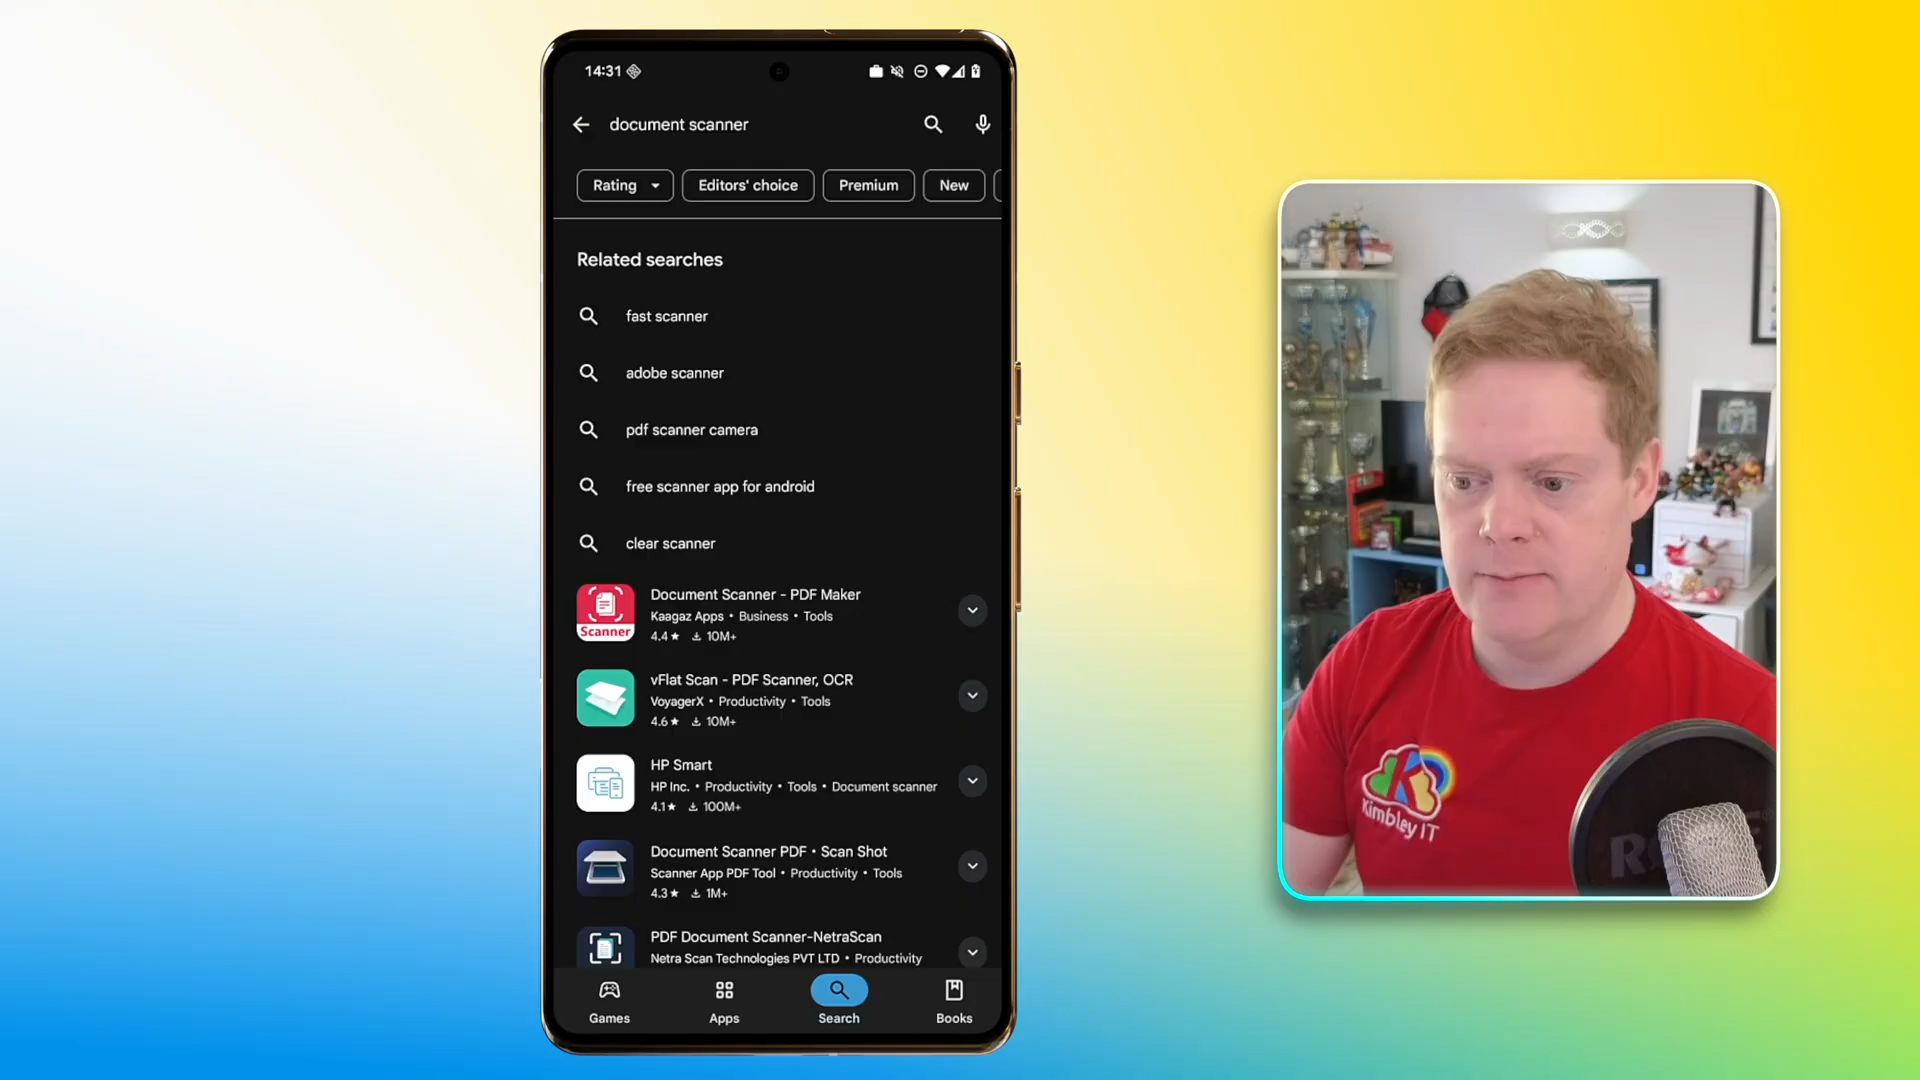 14:31
document scanner
Rating
Editors' choice
Premium
New
Related searches
fast scanner
adobe scanner
pdf scanner camera
free scanner app for android
clear scanner
Scanner
Document Scanner - PDF Maker
Kaagaz Apps • Business • Tools
4.4★ 10M+
vFlat Scan - PDF Scanner, OCR
VoyagerX • Productivity • Tools
4.6★ 10M+
HP Smart
HP Inc. • Productivity • Tools • Document scanner
4.1★ 100M+
Document Scanner PDF • Scan Shot
Scanner App PDF Tool • Productivity • Tools
4.3★ 1M+
PDF Document Scanner-NetraScan
Netra Scan Technologies PVT LTD • Productivity
Games
Apps
Search
Books
K
Kimbley IT